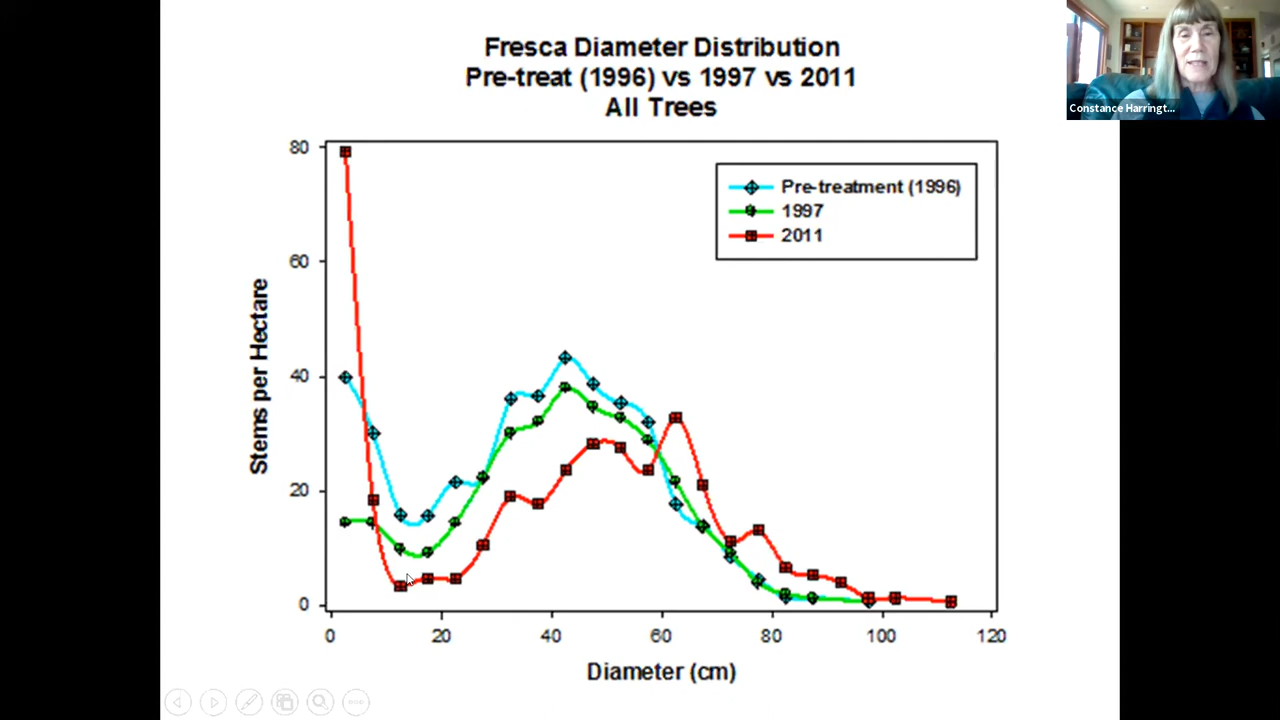 Fresca Diameter Distribution
Pre-treat (1996) vs 1997 vs 2011
All Trees
Constance Harringt...
Pre-treatment (1996)
1997
2011
80
60
40
20
0
Stems per Hectare
0 20 40 60 80 100 120
Diameter (cm)